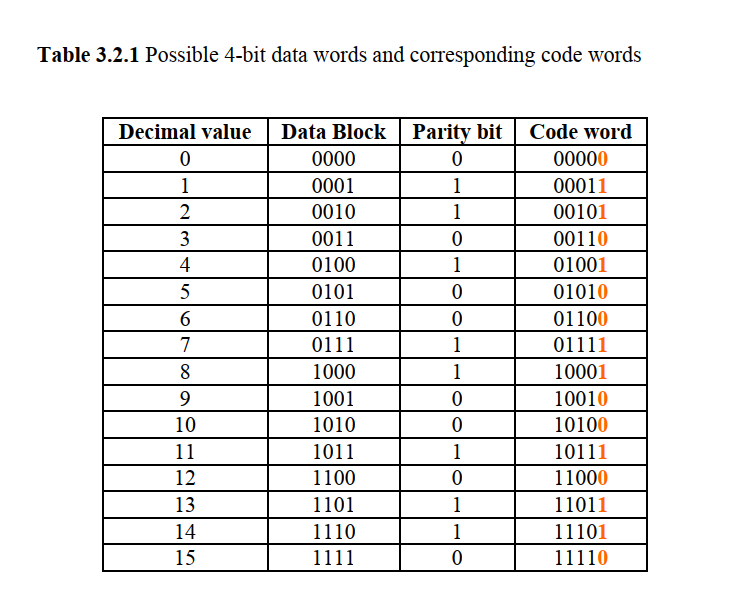 Table 3.2.1 Possible 4-bit data words and corresponding code words
Decimal value Data Block Parity bit Code word
0 0000 0 00000
1 0001 1 00011
2 0010 1 00101
3 0011 0 00110
4 0100 1 01001
5 0101 0 01010
6 0110 0 01100
7 0111 1 01111
8 1000 1 10001
9 1001 0 10010
10 1010 0 10100
11 1011 1 10111
12 1100 0 11000
13 1101 1 11011
14 1110 1 11101
15 1111 0 11110